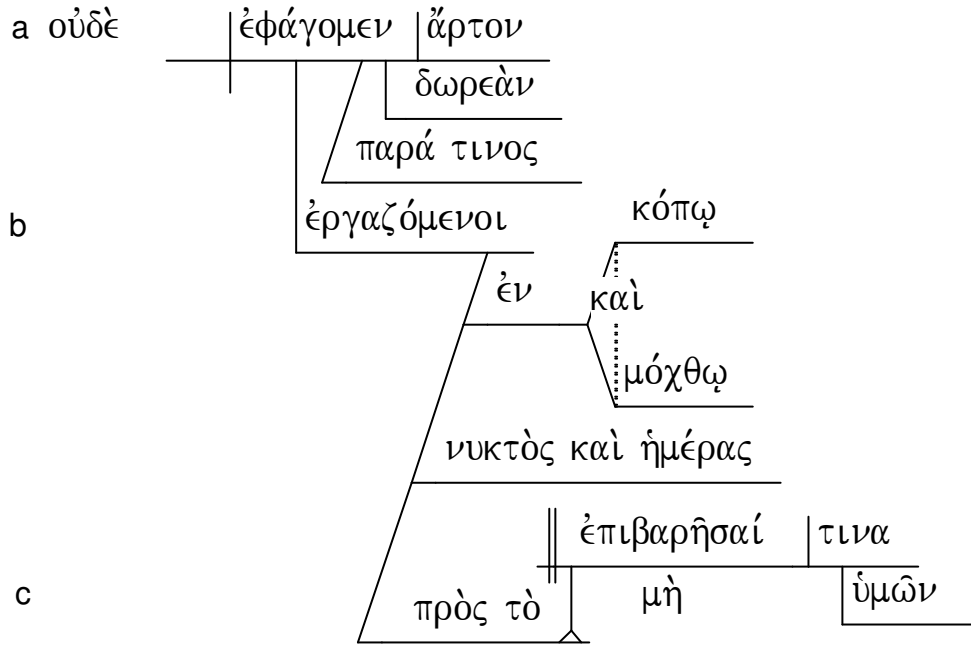 a οὐδὲ ἐφάγομεν ἄρτον
δωρεὰν
παρά τινος
b ἐργαζόμενοι κόπῳ
ἐν καὶ
μόχθῳ
νυκτὸς καὶ ἡμέρας
ἐπιβαρῆσαί τινα
c πρὸς τὸ μὴ ὑμῶν